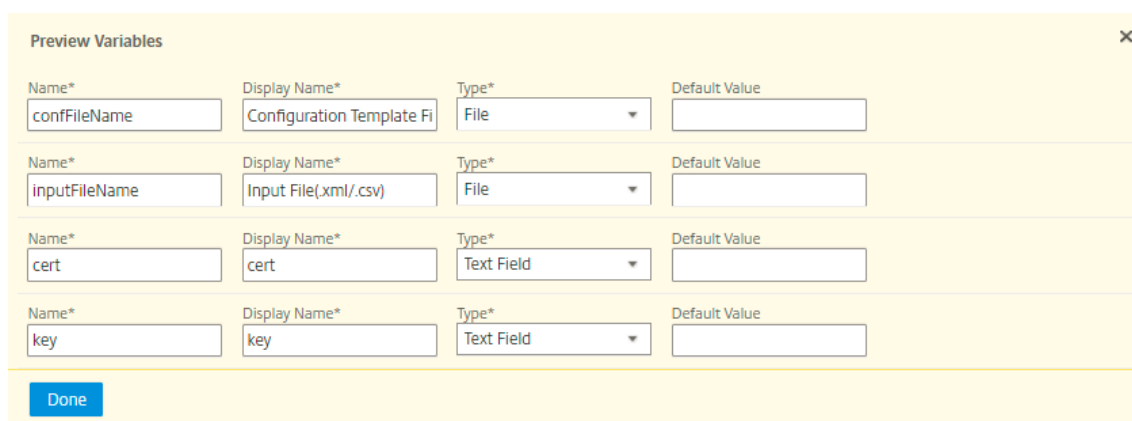 Preview Variables
Name* Display Name* Type* Default Value
confFileName Configuration Template Fi File
Name* Display Name* Type* Default Value
inputFileName Input File(.xml/.csv) File
Name* Display Name* Type* Default Value
cert cert Text Field
Name* Display Name* Type* Default Value
key key Text Field
Done